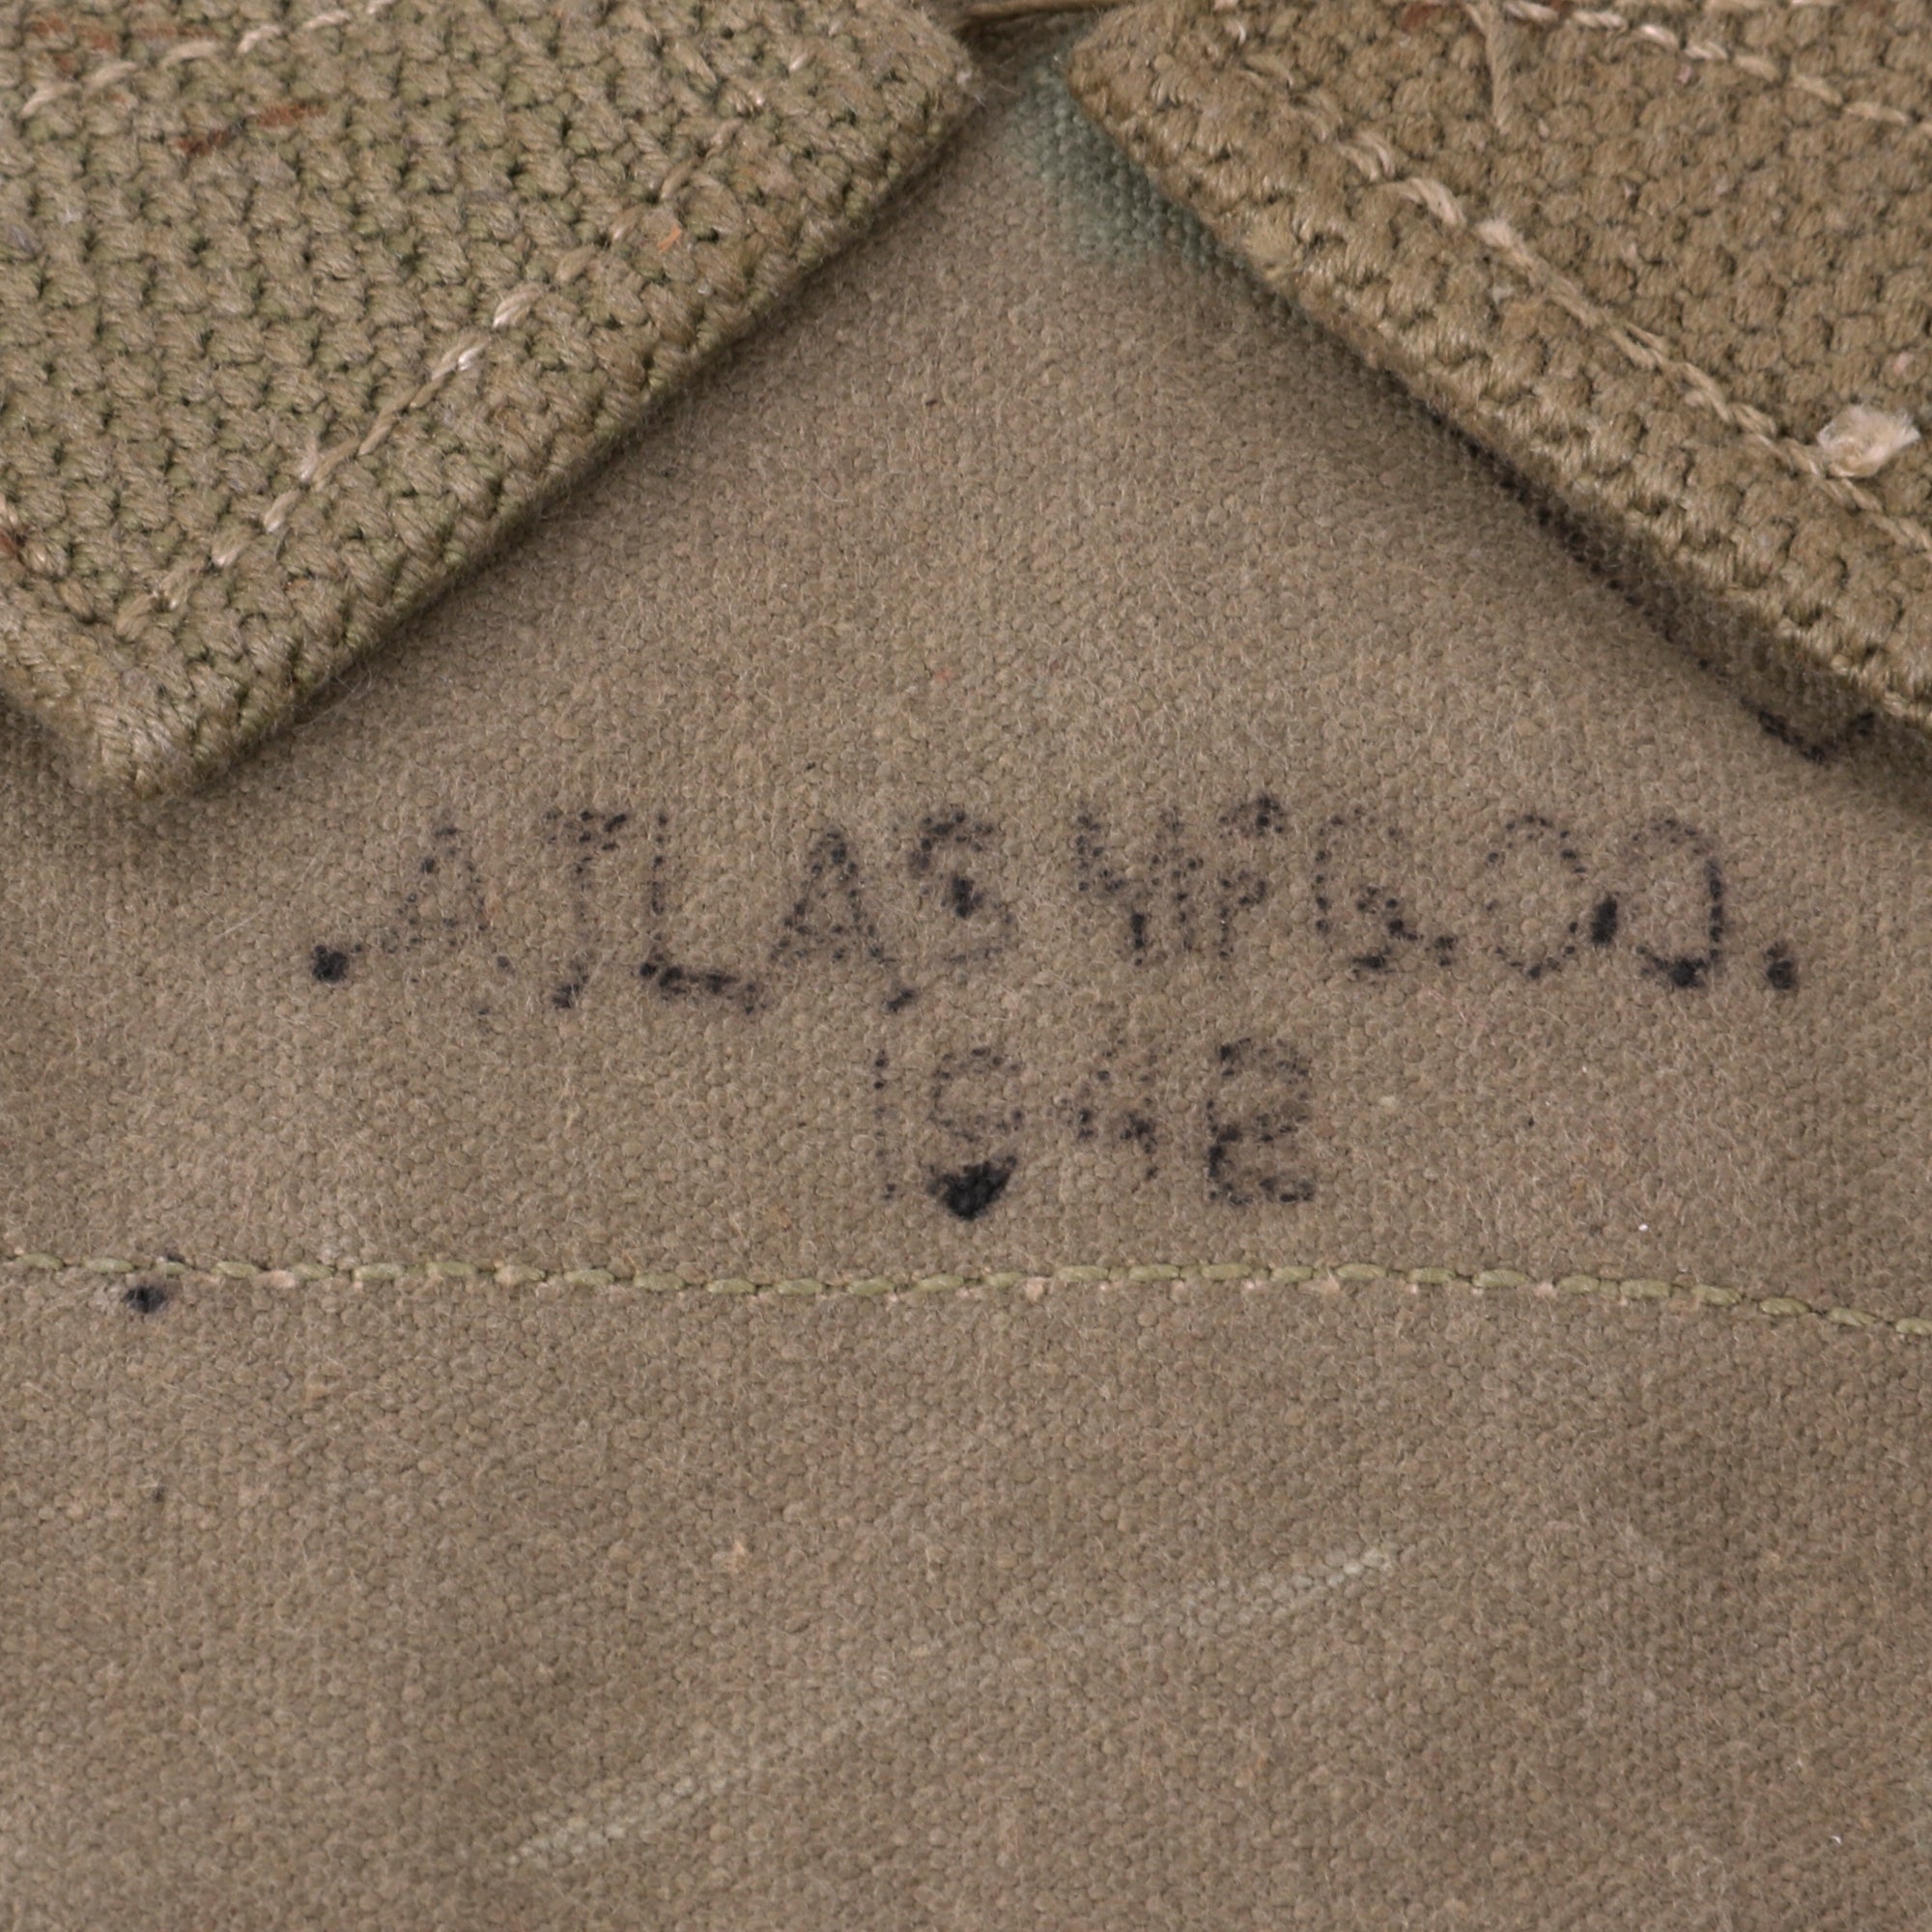 ATLAS MFG. CO.
1942